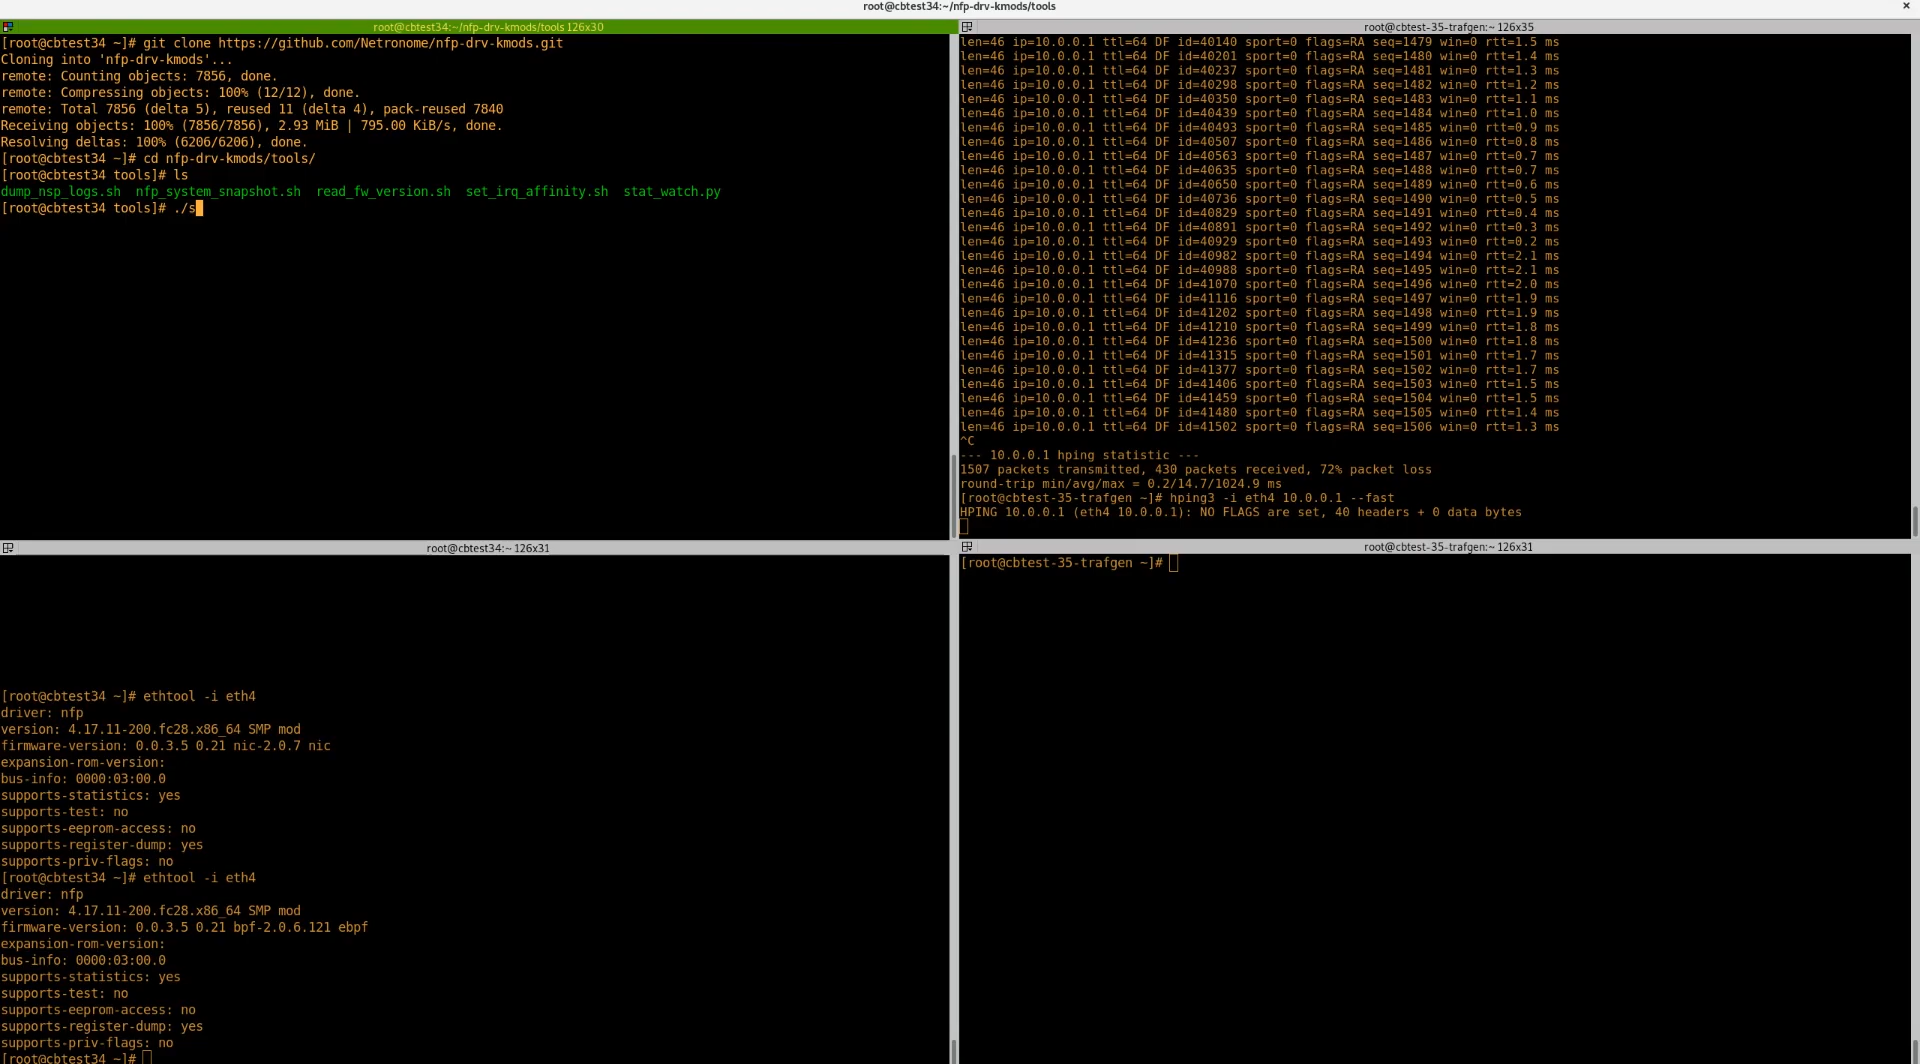 root@cbtest34:~/nfp-drv-kmods/tools
root@cbtest34:~/nfp-drv-kmods/tools 126x30
[root@cbtest34 ~]# git clone https://github.com/Netronome/nfp-drv-kmods.git
Cloning into 'nfp-drv-kmods'...
remote: Counting objects: 7856, done.
remote: Compressing objects: 100% (12/12), done.
remote: Total 7856 (delta 5), reused 11 (delta 4), pack-reused 7840
Receiving objects: 100% (7856/7856), 2.93 MiB | 795.00 KiB/s, done.
Resolving deltas: 100% (6206/6206), done.
[root@cbtest34 ~]# cd nfp-drv-kmods/tools/
[root@cbtest34 tools]# ls
dump_nsp_logs.sh  nfp_system_snapshot.sh  read_fw_version.sh  set_irq_affinity.sh  stat_watch.py
[root@cbtest34 tools]# ./s
root@cbtest-35-trafgen:~ 126x35
len=46 ip=10.0.0.1 ttl=64 DF id=40140 sport=0 flags=RA seq=1479 win=0 rtt=1.5 ms
len=46 ip=10.0.0.1 ttl=64 DF id=40201 sport=0 flags=RA seq=1480 win=0 rtt=1.4 ms
len=46 ip=10.0.0.1 ttl=64 DF id=40237 sport=0 flags=RA seq=1481 win=0 rtt=1.3 ms
len=46 ip=10.0.0.1 ttl=64 DF id=40298 sport=0 flags=RA seq=1482 win=0 rtt=1.2 ms
len=46 ip=10.0.0.1 ttl=64 DF id=40350 sport=0 flags=RA seq=1483 win=0 rtt=1.1 ms
len=46 ip=10.0.0.1 ttl=64 DF id=40439 sport=0 flags=RA seq=1484 win=0 rtt=1.0 ms
len=46 ip=10.0.0.1 ttl=64 DF id=40493 sport=0 flags=RA seq=1485 win=0 rtt=0.9 ms
len=46 ip=10.0.0.1 ttl=64 DF id=40507 sport=0 flags=RA seq=1486 win=0 rtt=0.8 ms
len=46 ip=10.0.0.1 ttl=64 DF id=40563 sport=0 flags=RA seq=1487 win=0 rtt=0.7 ms
len=46 ip=10.0.0.1 ttl=64 DF id=40635 sport=0 flags=RA seq=1488 win=0 rtt=0.7 ms
len=46 ip=10.0.0.1 ttl=64 DF id=40650 sport=0 flags=RA seq=1489 win=0 rtt=0.6 ms
len=46 ip=10.0.0.1 ttl=64 DF id=40736 sport=0 flags=RA seq=1490 win=0 rtt=0.5 ms
len=46 ip=10.0.0.1 ttl=64 DF id=40829 sport=0 flags=RA seq=1491 win=0 rtt=0.4 ms
len=46 ip=10.0.0.1 ttl=64 DF id=40891 sport=0 flags=RA seq=1492 win=0 rtt=0.3 ms
len=46 ip=10.0.0.1 ttl=64 DF id=40929 sport=0 flags=RA seq=1493 win=0 rtt=0.2 ms
len=46 ip=10.0.0.1 ttl=64 DF id=40982 sport=0 flags=RA seq=1494 win=0 rtt=2.1 ms
len=46 ip=10.0.0.1 ttl=64 DF id=40988 sport=0 flags=RA seq=1495 win=0 rtt=2.1 ms
len=46 ip=10.0.0.1 ttl=64 DF id=41070 sport=0 flags=RA seq=1496 win=0 rtt=2.0 ms
len=46 ip=10.0.0.1 ttl=64 DF id=41116 sport=0 flags=RA seq=1497 win=0 rtt=1.9 ms
len=46 ip=10.0.0.1 ttl=64 DF id=41202 sport=0 flags=RA seq=1498 win=0 rtt=1.9 ms
len=46 ip=10.0.0.1 ttl=64 DF id=41210 sport=0 flags=RA seq=1499 win=0 rtt=1.8 ms
len=46 ip=10.0.0.1 ttl=64 DF id=41236 sport=0 flags=RA seq=1500 win=0 rtt=1.8 ms
len=46 ip=10.0.0.1 ttl=64 DF id=41315 sport=0 flags=RA seq=1501 win=0 rtt=1.7 ms
len=46 ip=10.0.0.1 ttl=64 DF id=41377 sport=0 flags=RA seq=1502 win=0 rtt=1.7 ms
len=46 ip=10.0.0.1 ttl=64 DF id=41406 sport=0 flags=RA seq=1503 win=0 rtt=1.5 ms
len=46 ip=10.0.0.1 ttl=64 DF id=41459 sport=0 flags=RA seq=1504 win=0 rtt=1.5 ms
len=46 ip=10.0.0.1 ttl=64 DF id=41480 sport=0 flags=RA seq=1505 win=0 rtt=1.4 ms
len=46 ip=10.0.0.1 ttl=64 DF id=41502 sport=0 flags=RA seq=1506 win=0 rtt=1.3 ms
^C
--- 10.0.0.1 hping statistic ---
1507 packets transmitted, 430 packets received, 72% packet loss
round-trip min/avg/max = 0.2/14.7/1024.9 ms
[root@cbtest-35-trafgen ~]# hping3 -i eth4 10.0.0.1 --fast
HPING 10.0.0.1 (eth4 10.0.0.1): NO FLAGS are set, 40 headers + 0 data bytes
root@cbtest34:~ 126x31
[root@cbtest34 ~]# ethtool -i eth4
driver: nfp
version: 4.17.11-200.fc28.x86_64 SMP mod
firmware-version: 0.0.3.5 0.21 nic-2.0.7 nic
expansion-rom-version:
bus-info: 0000:03:00.0
supports-statistics: yes
supports-test: no
supports-eeprom-access: no
supports-register-dump: yes
supports-priv-flags: no
[root@cbtest34 ~]# ethtool -i eth4
driver: nfp
version: 4.17.11-200.fc28.x86_64 SMP mod
firmware-version: 0.0.3.5 0.21 bpf-2.0.6.121 ebpf
expansion-rom-version:
bus-info: 0000:03:00.0
supports-statistics: yes
supports-test: no
supports-eeprom-access: no
supports-register-dump: yes
supports-priv-flags: no
[root@cbtest34 ~]#
root@cbtest-35-trafgen:~ 126x31
[root@cbtest-35-trafgen ~]#